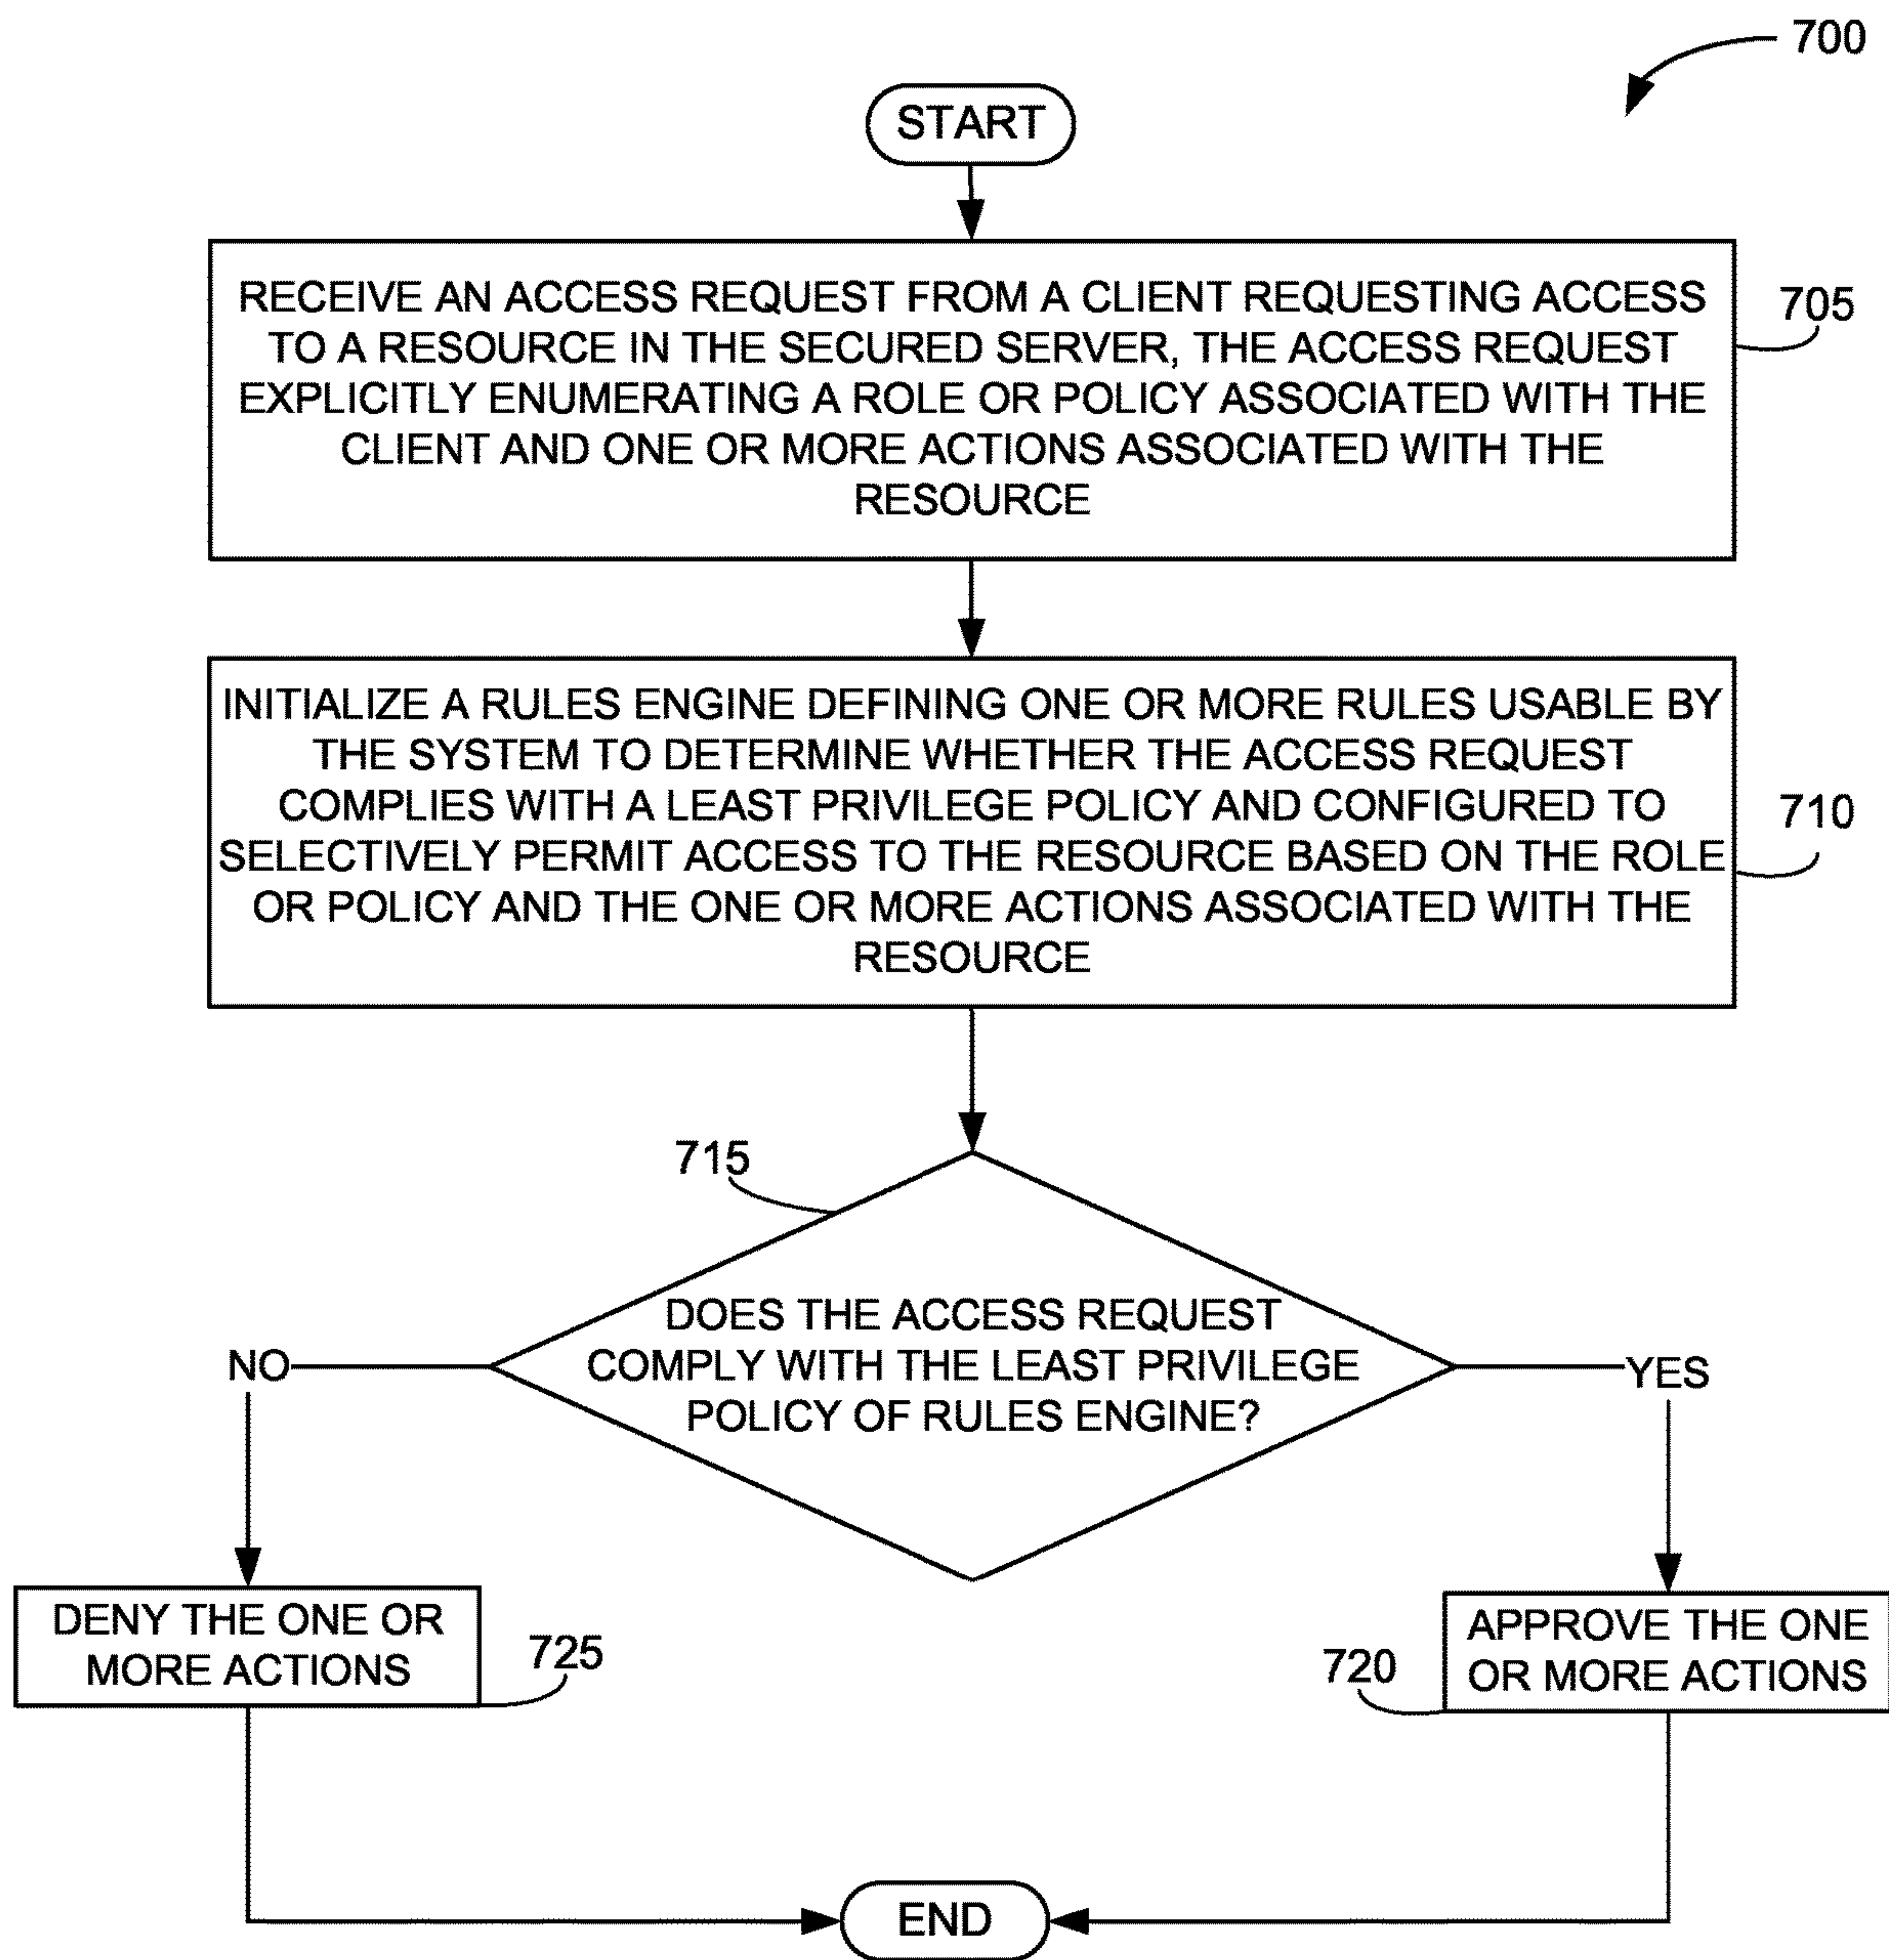 700
START
RECEIVE AN ACCESS REQUEST FROM A CLIENT REQUESTING ACCESS
TO A RESOURCE IN THE SECURED SERVER, THE ACCESS REQUEST
EXPLICITLY ENUMERATING A ROLE OR POLICY ASSOCIATED WITH THE
CLIENT AND ONE OR MORE ACTIONS ASSOCIATED WITH THE
RESOURCE
705
INITIALIZE A RULES ENGINE DEFINING ONE OR MORE RULES USABLE BY
THE SYSTEM TO DETERMINE WHETHER THE ACCESS REQUEST
COMPLIES WITH A LEAST PRIVILEGE POLICY AND CONFIGURED TO
SELECTIVELY PERMIT ACCESS TO THE RESOURCE BASED ON THE ROLE
OR POLICY AND THE ONE OR MORE ACTIONS ASSOCIATED WITH THE
RESOURCE
710
715
DOES THE ACCESS REQUEST
COMPLY WITH THE LEAST PRIVILEGE
POLICY OF RULES ENGINE?
NO
YES
DENY THE ONE OR
MORE ACTIONS
725
720
APPROVE THE ONE
OR MORE ACTIONS
END